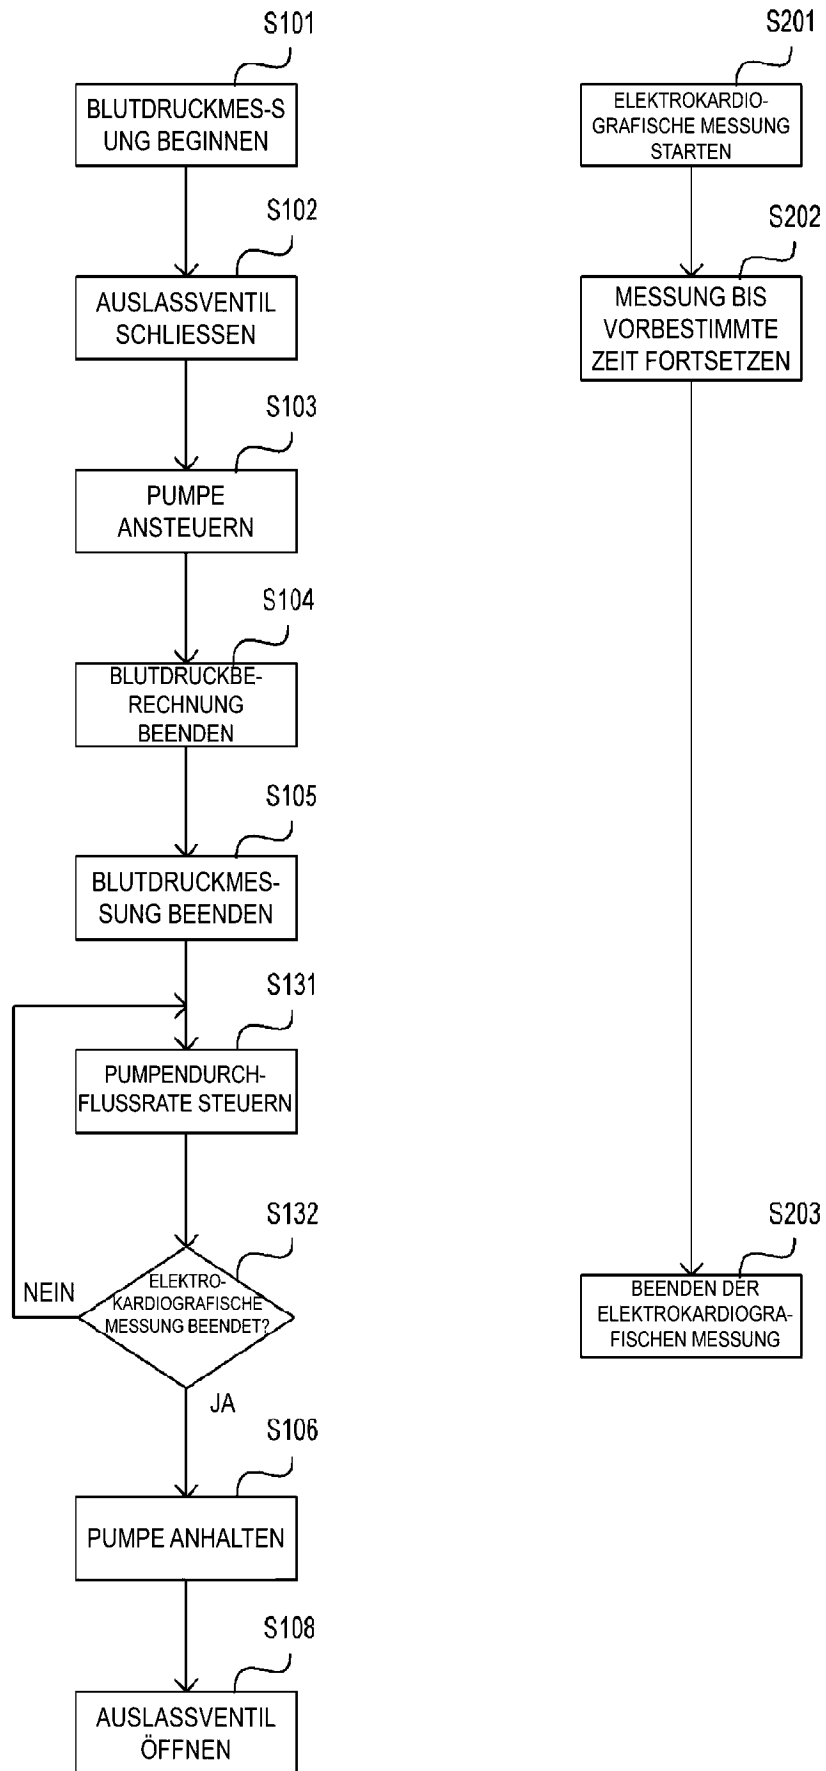 S101
BLUTDRUCKMES-S
UNG BEGINNEN
S102
AUSLASSVENTIL
SCHLIESSEN
S103
PUMPE
ANSTEUERN
S104
BLUTDRUCKBE-
RECHNUNG
BEENDEN
S105
BLUTDRUCKMES-
SUNG BEENDEN
S131
PUMPENDURCH-
FLUSSRATE STEUERN
S132
ELEKTRO-
KARDIOGRAFISCHE
MESSUNG BEENDET?
NEIN
JA
S106
PUMPE ANHALTEN
S108
AUSLASSVENTIL
ÖFFNEN
S201
ELEKTROKARDIO-
GRAFISCHE MESSUNG
STARTEN
S202
MESSUNG BIS
VORBESTIMMTE
ZEIT FORTSETZEN
S203
BEENDEN DER
ELEKTROKARDIOGRA-
FISCHEN MESSUNG